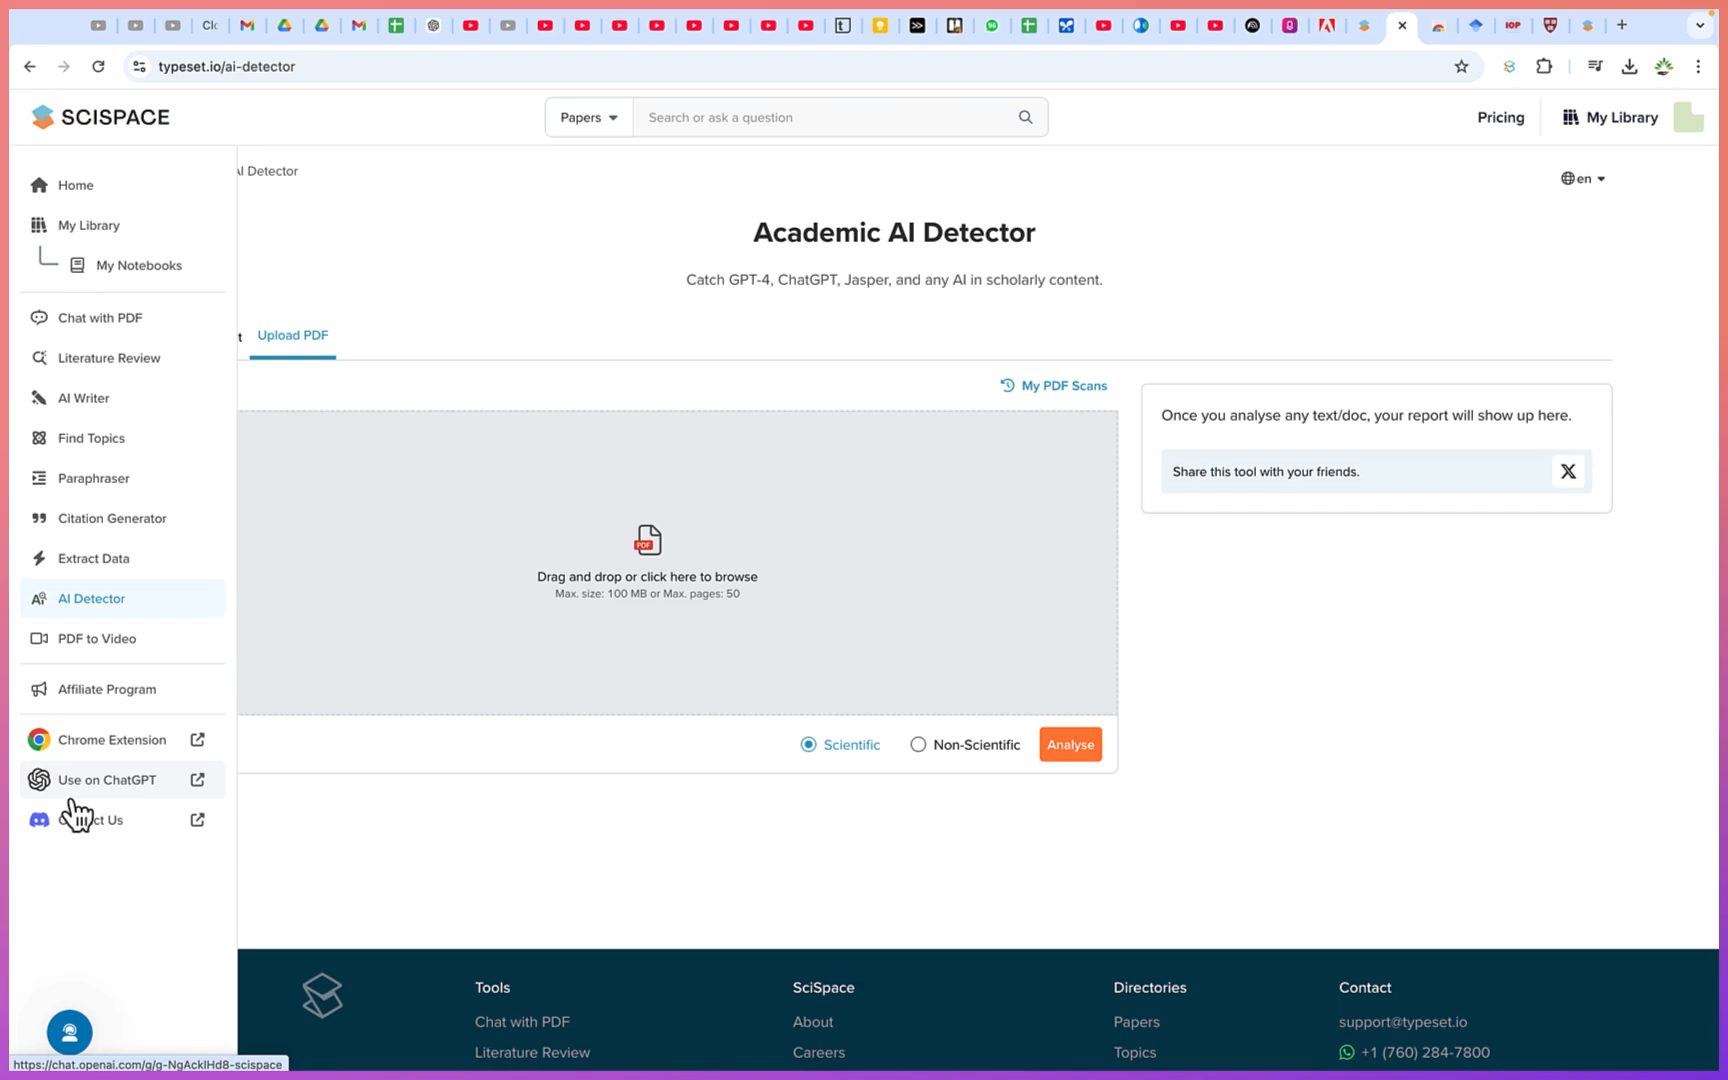 Clo
IOP
typeset.io/ai-detector
SCISPACE
Papers
Search or ask a question
Pricing
My Library
Home
My Library
My Notebooks
Chat with PDF
Literature Review
AI Writer
Find Topics
Paraphraser
Citation Generator
Extract Data
AI Detector
PDF to Video
Affiliate Program
Chrome Extension
Use on ChatGPT
AI Detector
en
Academic AI Detector
Catch GPT-4, ChatGPT, Jasper, and any AI in scholarly content.
t
Upload PDF
My PDF Scans
PDF
Drag and drop or click here to browse
Max. size: 100 MB or Max. pages: 50
Scientific
Non-Scientific
Analyse
Once you analyse any text/doc, your report will show up here.
Share this tool with your friends.
Tools
Chat with PDF
Literature Review
SciSpace
About
Careers
Directories
Papers
Topics
Contact
support@typeset.io
+1 (760) 284-7800
https://chat.openai.com/g/g-NgAcklHd8-scispace